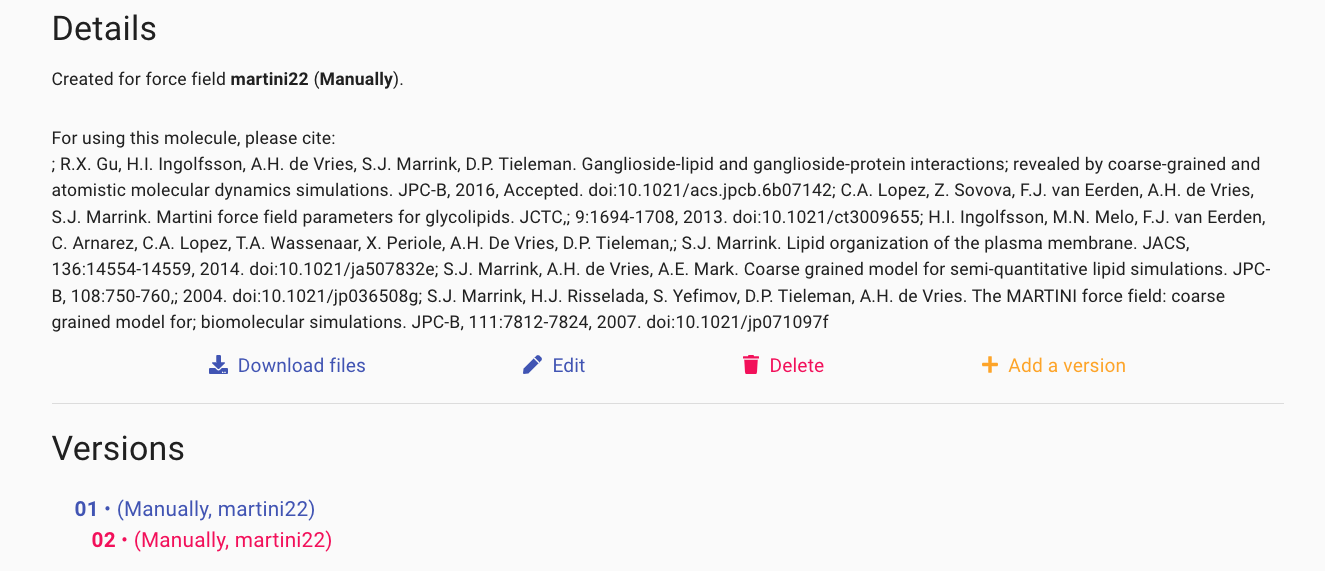 Details
Created for force field martini22 (Manually).
For using this molecule, please cite:
; R.X. Gu, H.I. Ingolfsson, A.H. de Vries, S.J. Marrink, D.P. Tieleman. Ganglioside-lipid and ganglioside-protein interactions; revealed by coarse-grained and
atomistic molecular dynamics simulations. JPC-B, 2016, Accepted. doi:10.1021/acs.jpcb.6b07142; C.A. Lopez, Z. Sovova, F.J. van Eerden, A.H. de Vries,
S.J. Marrink. Martini force field parameters for glycolipids. JCTC,; 9:1694-1708, 2013. doi:10.1021/ct3009655; H.I. Ingolfsson, M.N. Melo, F.J. van Eerden,
C. Arnarez, C.A. Lopez, T.A. Wassenaar, X. Periole, A.H. De Vries, D.P. Tieleman,; S.J. Marrink. Lipid organization of the plasma membrane. JACS,
136:14554-14559, 2014. doi:10.1021/ja507832e; S.J. Marrink, A.H. de Vries, A.E. Mark. Coarse grained model for semi-quantitative lipid simulations. JPC-
B, 108:750-760,; 2004. doi:10.1021/jp036508g; S.J. Marrink, H.J. Risselada, S. Yefimov, D.P. Tieleman, A.H. de Vries. The MARTINI force field: coarse
grained model for; biomolecular simulations. JPC-B, 111:7812-7824, 2007. doi:10.1021/jp071097f
Download files Edit Delete Add a version
Versions
01 • (Manually, martini22)
02 • (Manually, martini22)